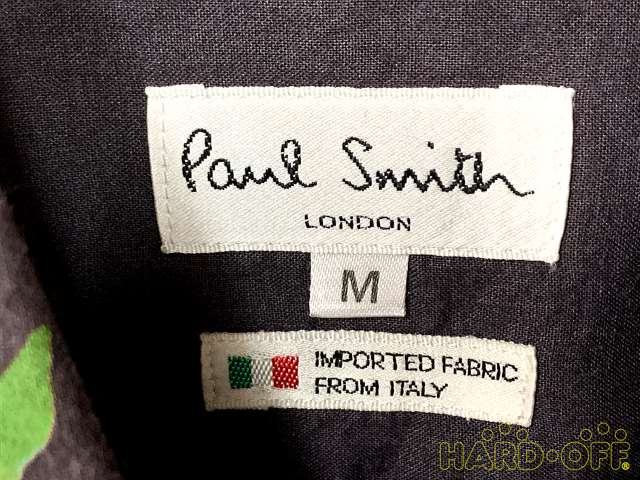 Paul Smith
LONDON
M
IMPORTED FABRIC
FROM ITALY
HARD·OFF®